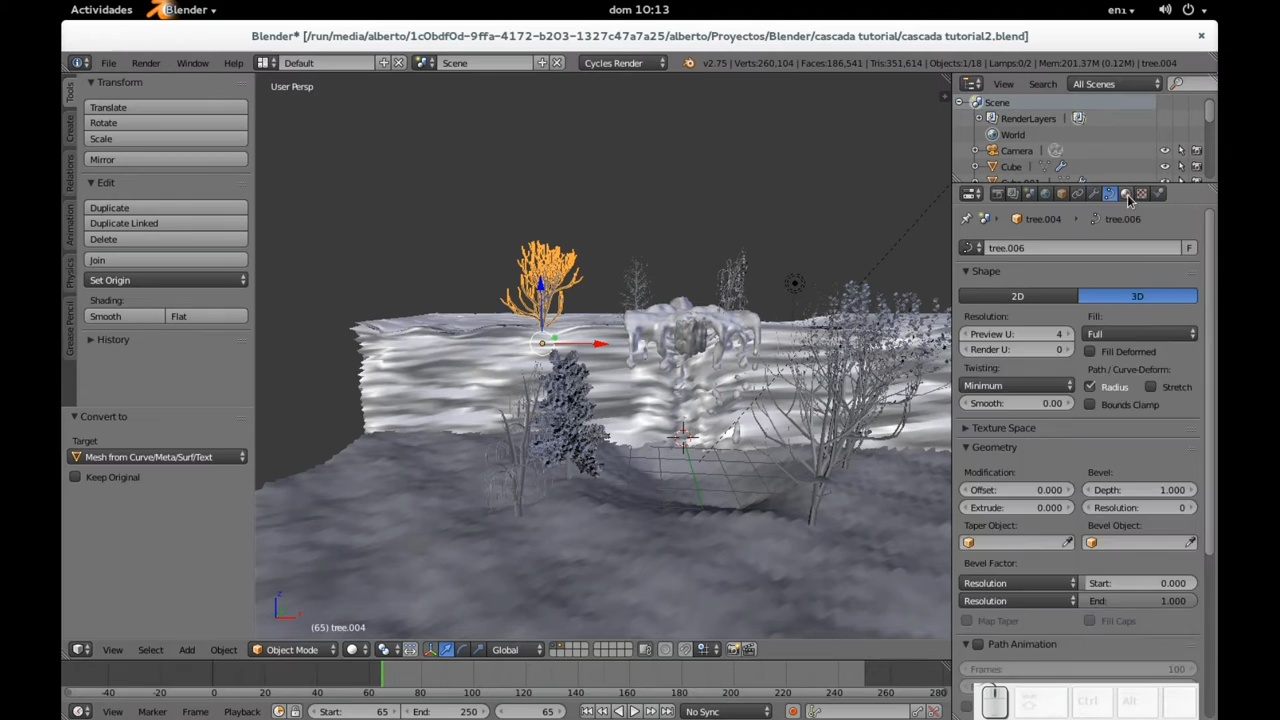 Actividades Blender dom 10:13 en1
Blender* [/run/media/alberto/1c0bdf0d-9ffa-4172-b203-1327c47a7a25/alberto/Proyectos/Blender/cascada tutorial/cascada tutorial2.blend]
File Render Window Help Default Scene Cycles Render v2.75 | Verts:260,104 | Faces:186,541 | Tris:351,614 | Objects:1/18 | Lamps:0/2 | Mem:201.37M (0.12M) | tree.004
Tools
Create
Relations
Animation
Physics
Grease Pencil
Transform
Translate
Rotate
Scale
Mirror
Edit
Duplicate
Duplicate Linked
Delete
Join
Set Origin
Shading:
Smooth Flat
History
Convert to
Target
Mesh from Curve/Meta/Surf/Text
Keep Original
User Persp
(65) tree.004
View Select Add Object Object Mode Global
-40 -20 0 20 40 60 80 100 120 140 160 180 200 220 240 260 280
View Marker Frame Playback Start: 65 End: 250 65 No Sync
View Search All Scenes
Scene
RenderLayers
World
Camera
Cube
tree.004 tree.006
tree.006 F
Shape
2D 3D
Resolution: Fill:
Preview U: 4 Full
Render U: 0 Fill Deformed
Twisting: Path / Curve-Deform:
Minimum Radius Stretch
Smooth: 0.00 Bounds Clamp
Texture Space
Geometry
Modification: Bevel:
Offset: 0.000 Depth: 1.000
Extrude: 0.000 Resolution: 0
Taper Object: Bevel Object:
Bevel Factor:
Resolution Start: 0.000
Resolution End: 1.000
Map Taper Fill Caps
Path Animation
Frames: 100
Ctrl Alt